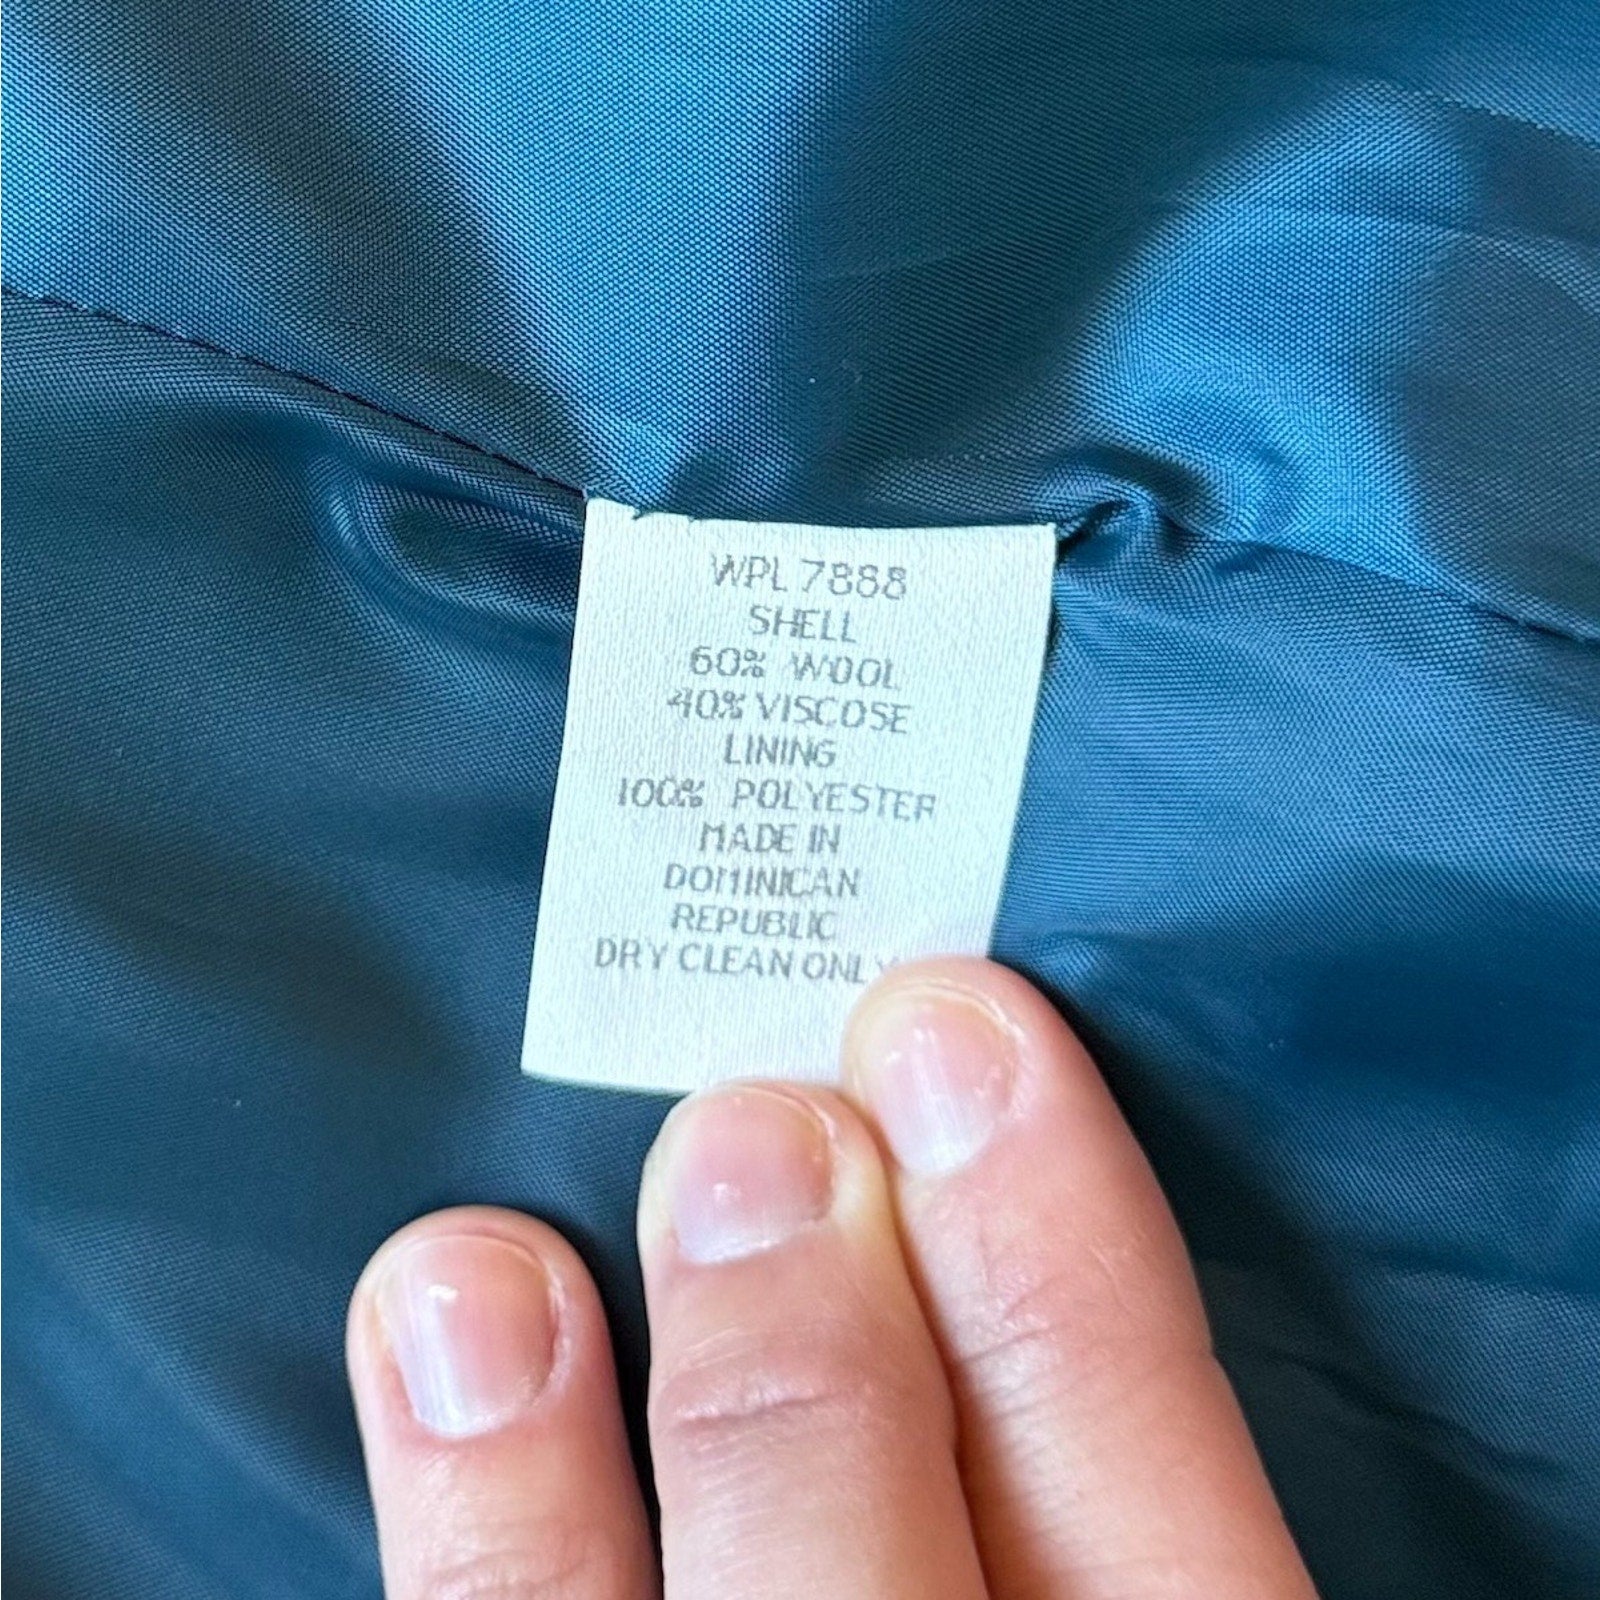 WPL 7888
SHELL
60% WOOL
40% VISCOSE
LINING
100% POLYESTER
MADE IN
DOMINICAN
REPUBLIC
DRY CLEAN ONLY